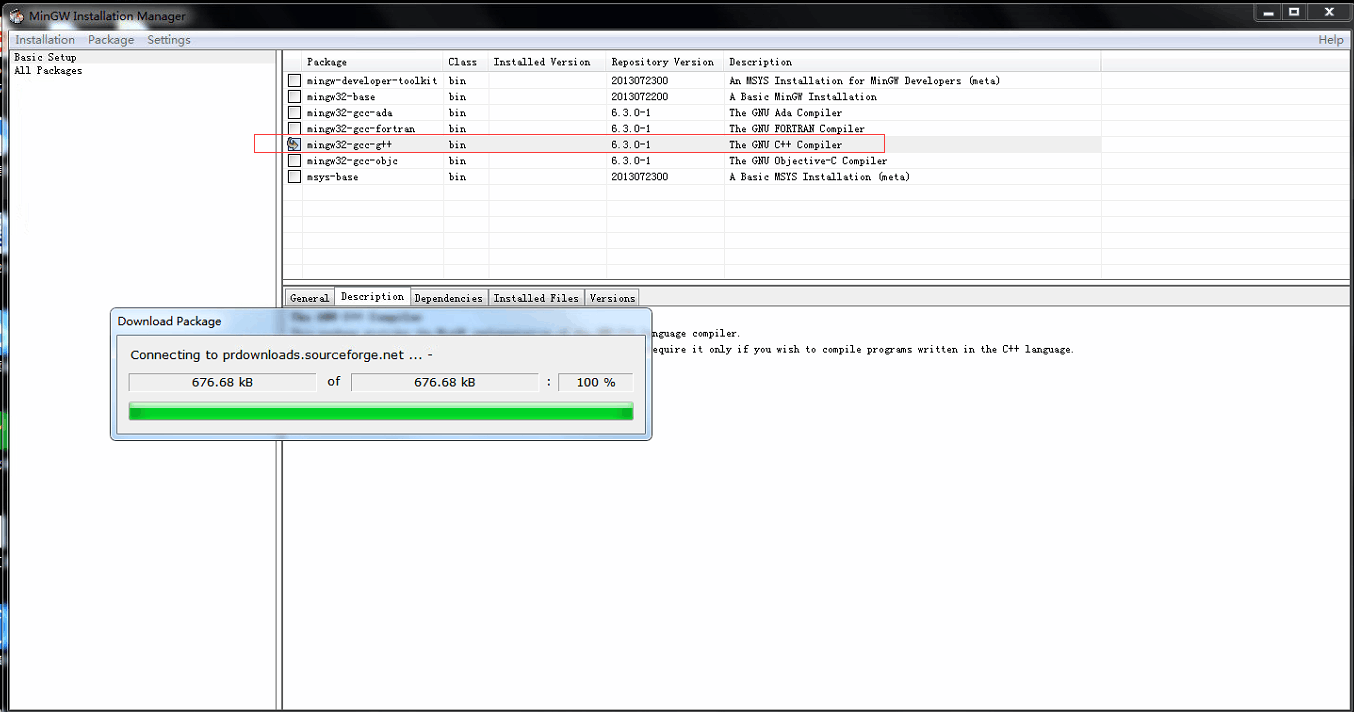 MinGW Installation Manager
Installation Package Settings Help
Basic Setup
All Packages
Package Class Installed Version Repository Version Description
mingw-developer-toolkit bin 2013072300 An MSYS Installation for MinGW Developers (meta)
mingw32-base bin 2013072200 A Basic MinGW Installation
mingw32-gcc-ada bin 6.3.0-1 The GNU Ada Compiler
mingw32-gcc-fortran bin 6.3.0-1 The GNU FORTRAN Compiler
mingw32-gcc-g++ bin 6.3.0-1 The GNU C++ Compiler
mingw32-gcc-objc bin 6.3.0-1 The GNU Objective-C Compiler
msys-base bin 2013072300 A Basic MSYS Installation (meta)
General Description Dependencies Installed Files Versions
language compiler.
require it only if you wish to compile programs written in the C++ language.
Download Package
Connecting to prdownloads.sourceforge.net ... -
676.68 kB of 676.68 kB : 100 %